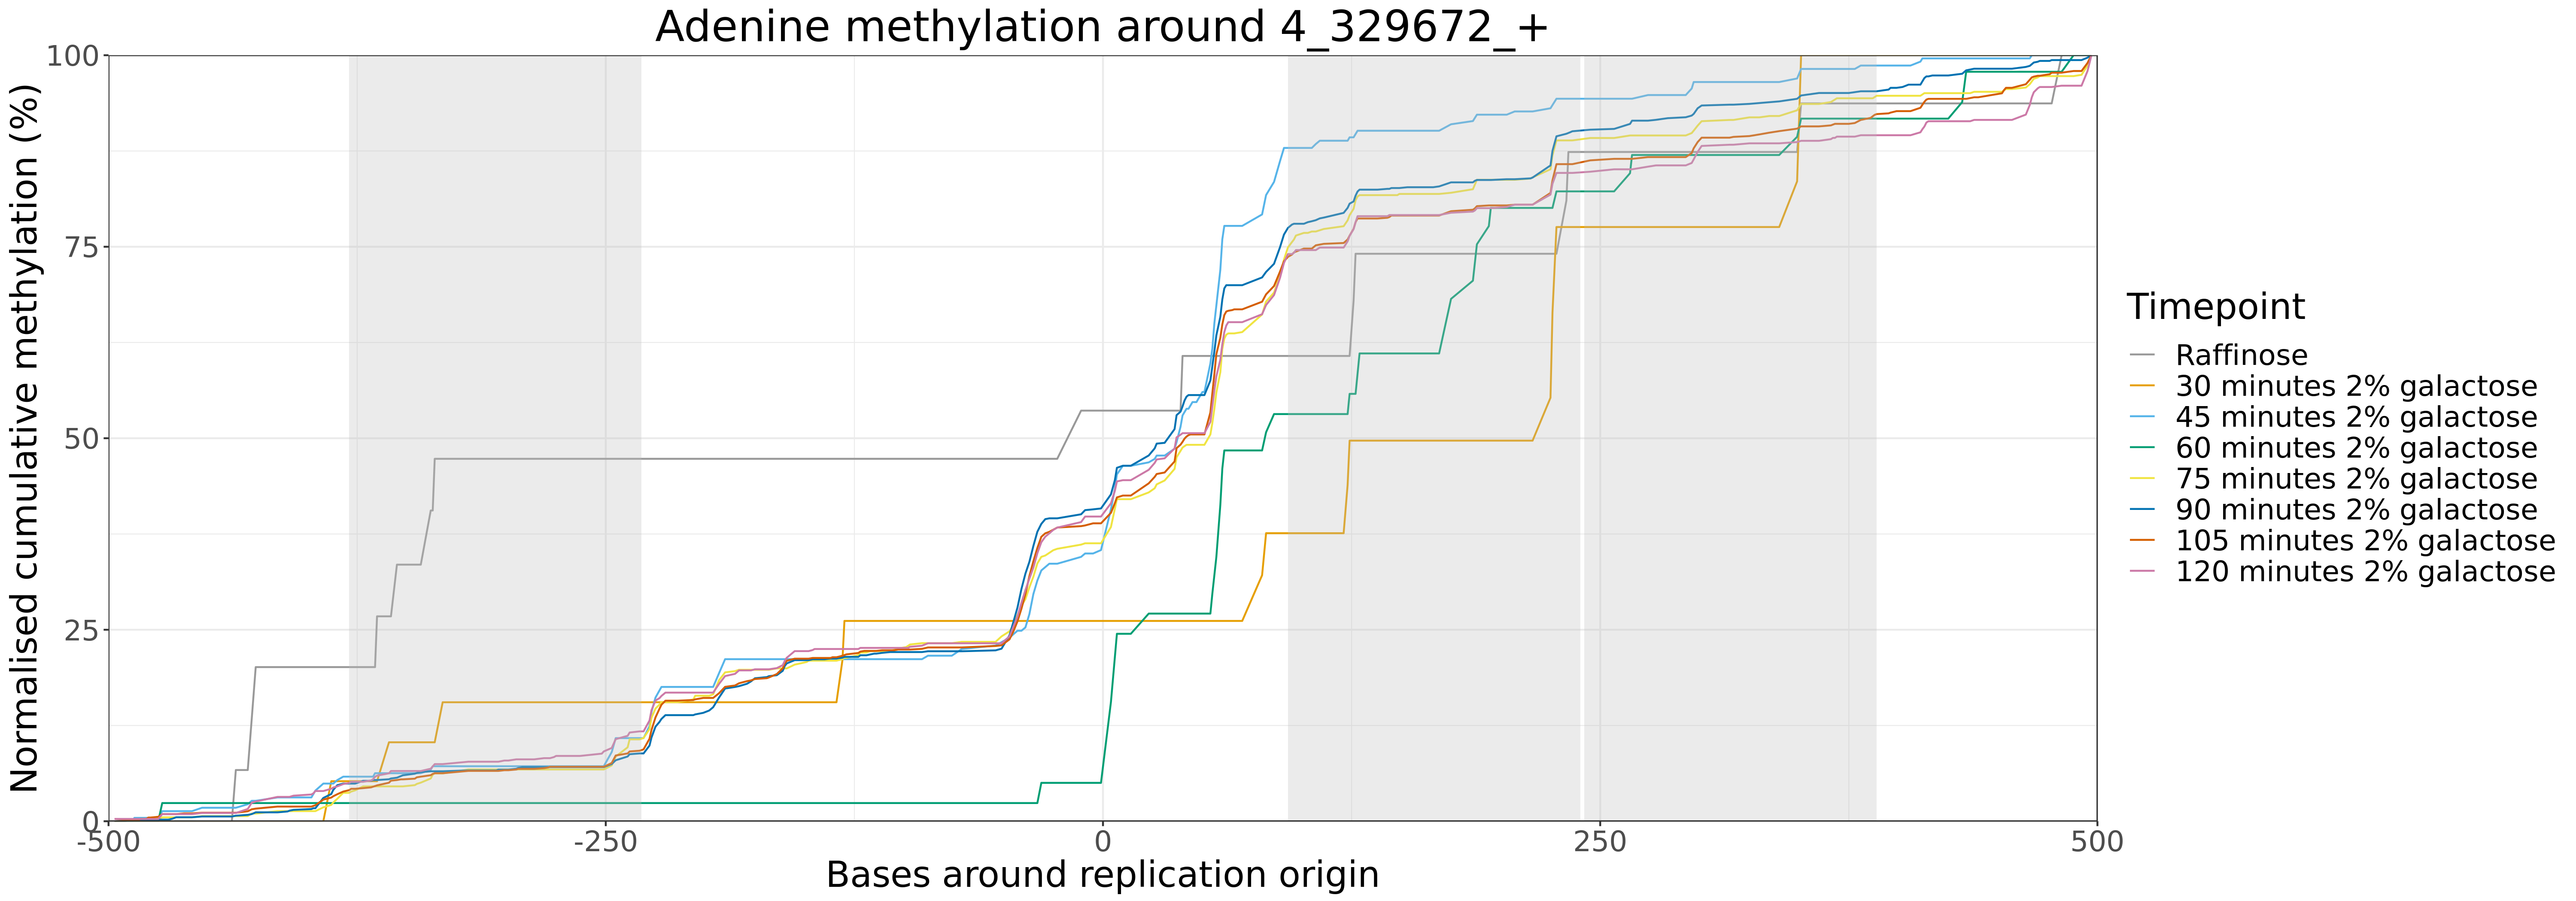 Adenine methylation around 4_329672_+
Normalised cumulative methylation (%)
100
75
50
25
0
-500
-250
0
250
500
Bases around replication origin
Timepoint
Raffinose
30 minutes 2% galactose
45 minutes 2% galactose
60 minutes 2% galactose
75 minutes 2% galactose
90 minutes 2% galactose
105 minutes 2% galactose
120 minutes 2% galactose